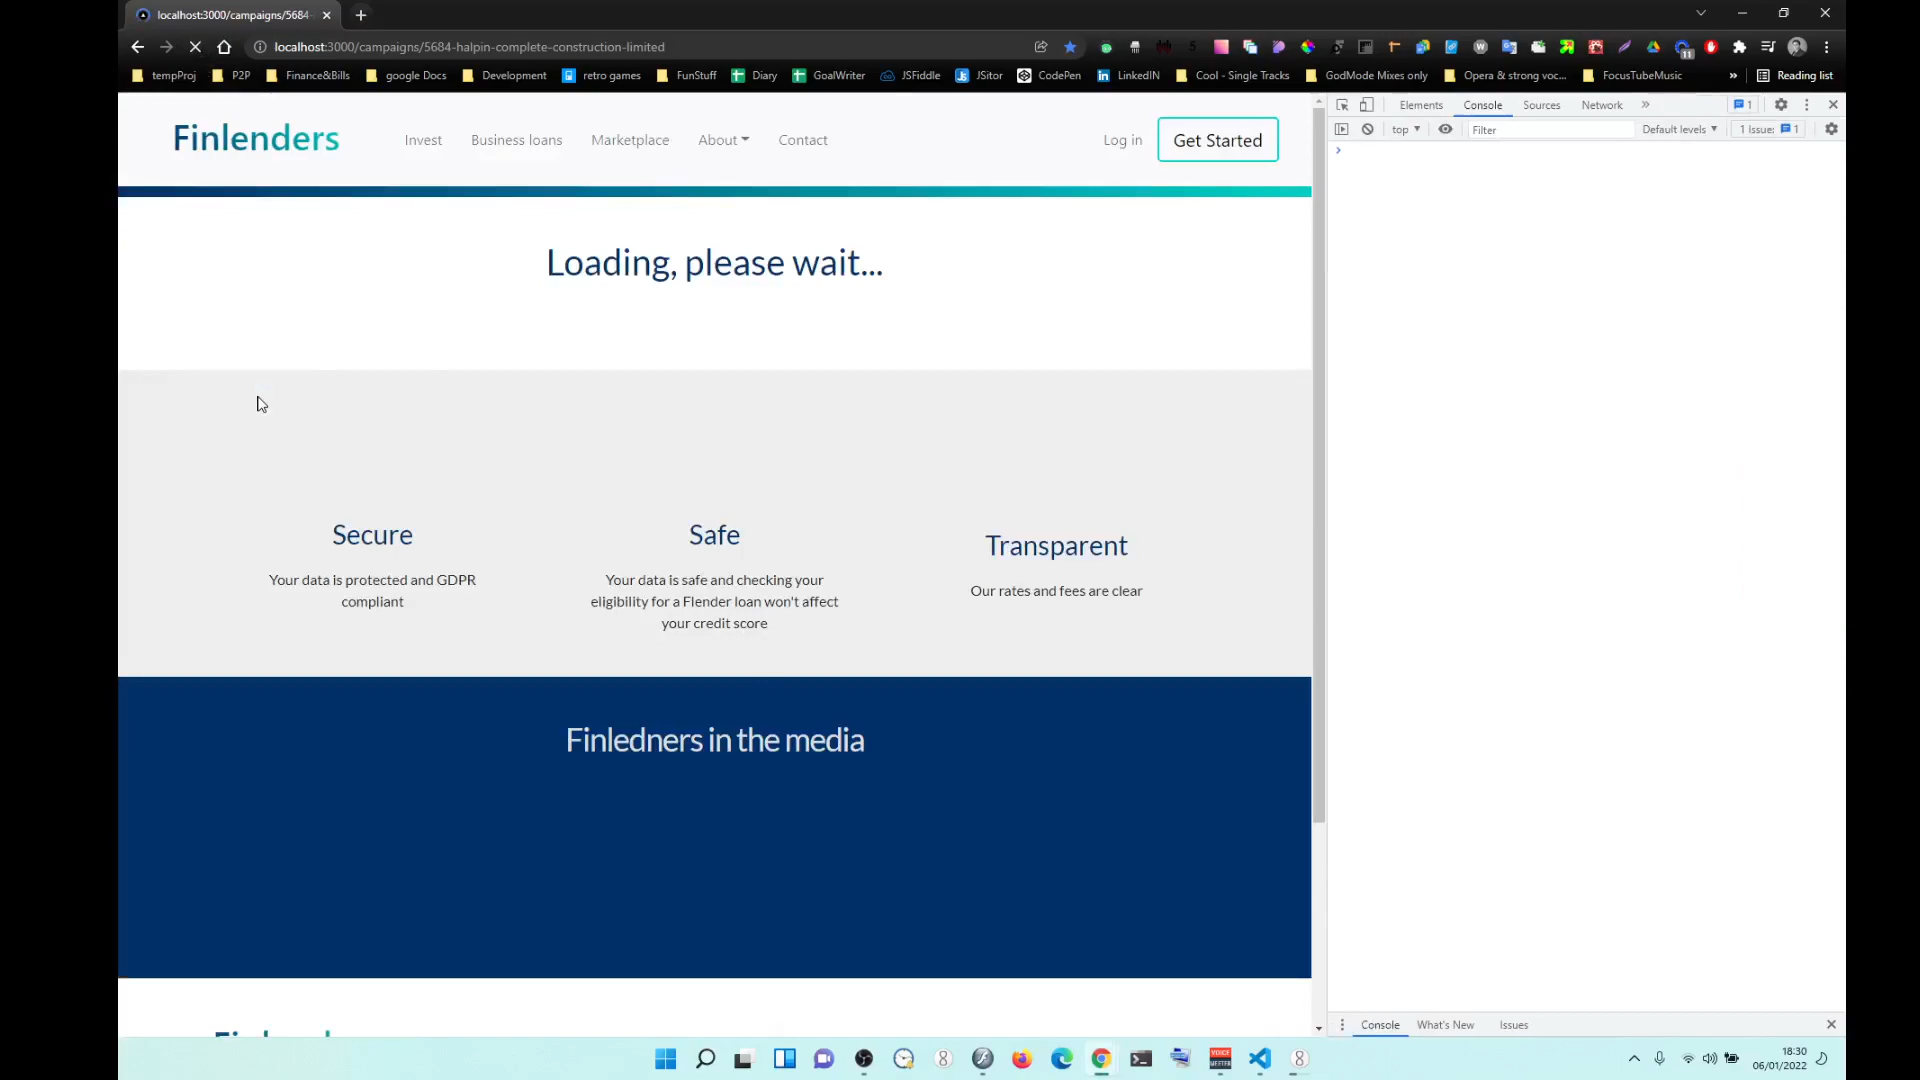 localhost:3000/campaigns/5684-
localhost:3000/campaigns/5684-halpin-complete-construction-limited
tempProj P2P Finance&Bills google Docs Development retro games FunStuff Diary GoalWriter JSFiddle JSitor CodePen LinkedIN Cool - Single Tracks GodMode Mixes only Opera & strong voc... FocusTubeMusic » Reading list
Elements Console Sources Network » 1
top Filter Default levels 1 Issue: 1
Finlenders Invest Business loans Marketplace About Contact Log in Get Started
Loading, please wait...
Secure
Your data is protected and GDPR
compliant
Safe
Your data is safe and checking your
eligibility for a Flender loan won't affect
your credit score
Transparent
Our rates and fees are clear
Finledners in the media
Console What's New Issues
18:30
06/01/2022